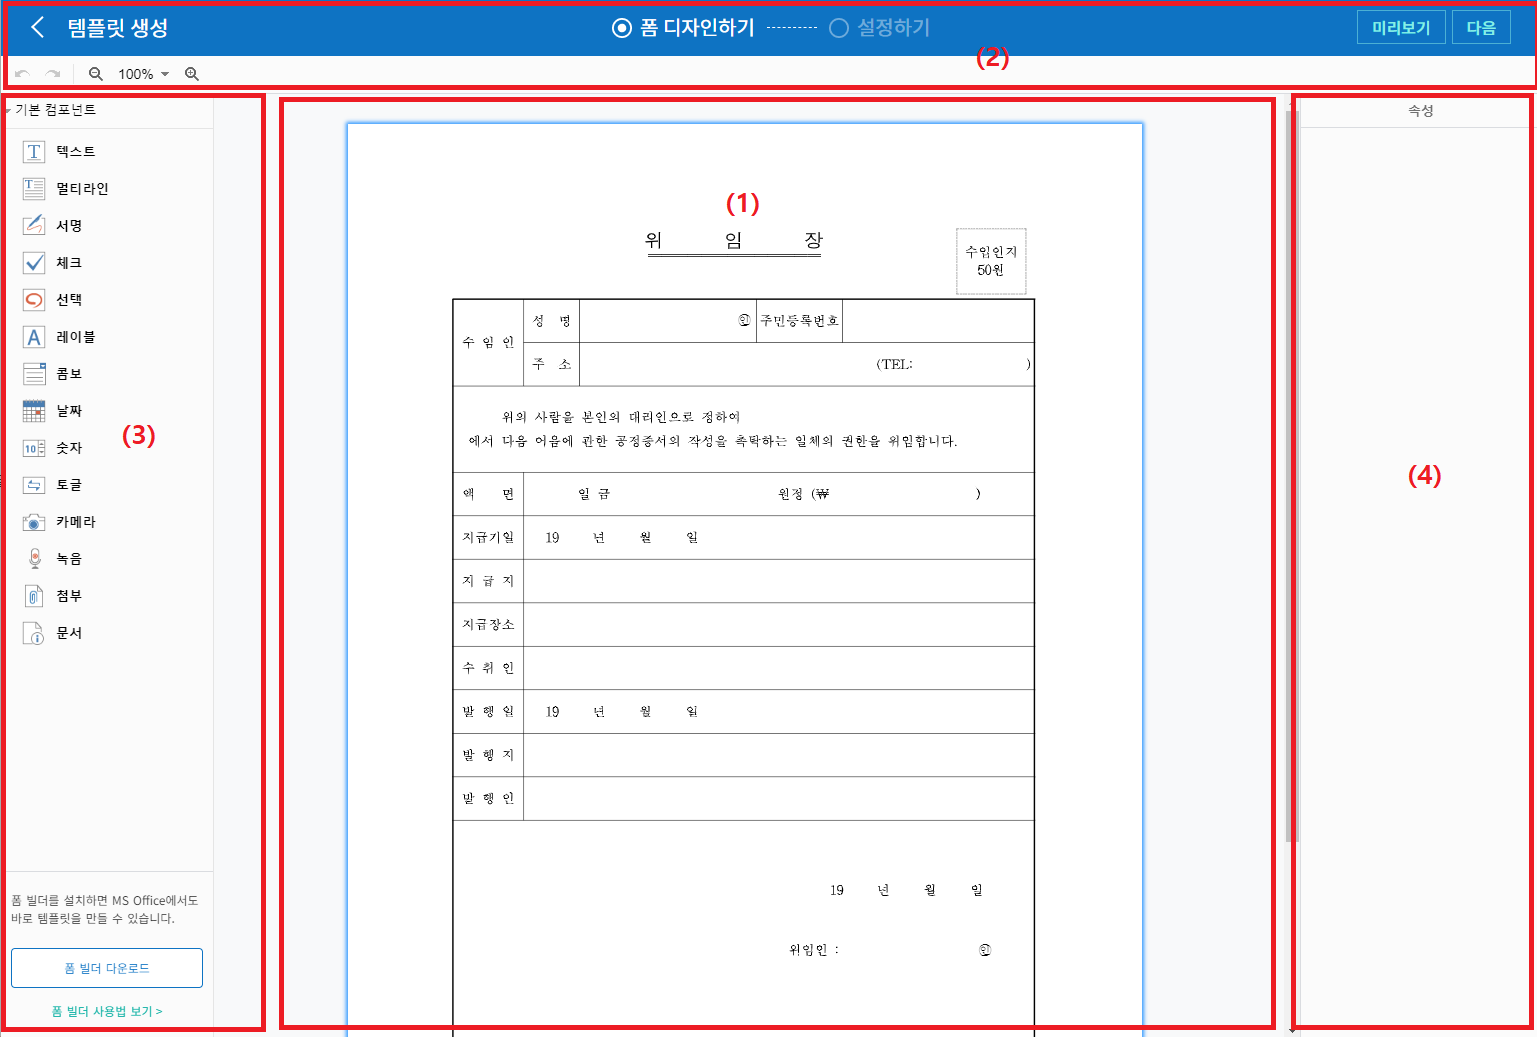 템플릿 생성
폼 디자인하기
설정하기
미리보기
다음
(2)
100%
기본 컴포넌트
텍스트
멀티라인
서명
체크
선택
레이블
콤보
날짜
(3)
숫자
토글
카메라
녹음
첨부
문서
폼 빌더를 설치하면 MS Office에서도
바로 템플릿을 만들 수 있습니다.
폼 빌더 다운로드
폼 빌더 사용법 보기 >
(1)
위 임 장
수입인지
50원
수 임 인
성 명 ㊞ 주민등록번호
주 소 (TEL: )
위의 사람을 본인의 대리인으로 정하여
에서 다음 어음에 관한 공정증서의 작성을 촉탁하는 일체의 권한을 위임합니다.
액 면 일 금 원정 (₩ )
지급기일 19 년 월 일
지 급 지
지급장소
수 취 인
발 행 일 19 년 월 일
발 행 지
발 행 인
19 년 월 일
위임인 : ㊞
속성
(4)